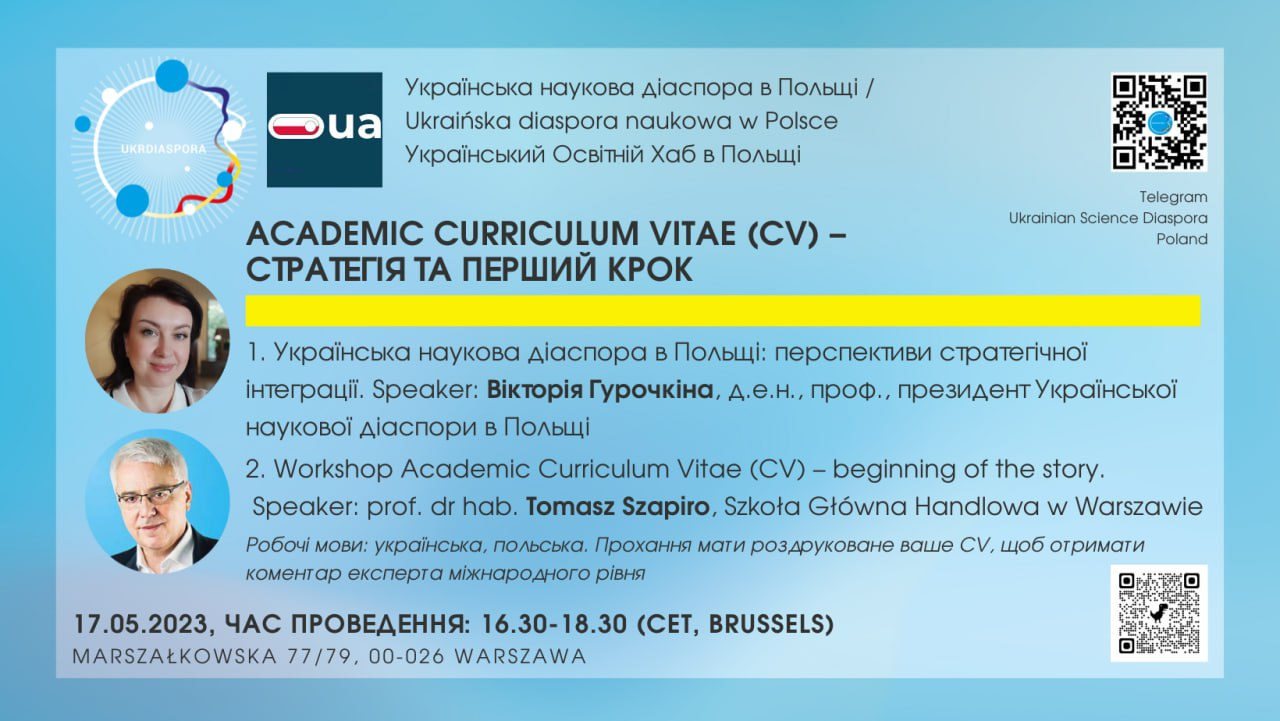 UKRDIASPORA
ua
Українська наукова діаспора в Польщі /
Ukraińska diaspora naukowa w Polsce
Український Освітній Хаб в Польщі
Telegram
Ukrainian Science Diaspora
Poland
ACADEMIC CURRICULUM VITAE (CV) –
СТРАТЕГІЯ ТА ПЕРШИЙ КРОК
1. Українська наукова діаспора в Польщі: перспективи стратегічної
інтеграції. Speaker: Вікторія Гурочкіна, д.е.н., проф., президент Української
наукової діаспори в Польщі
2. Workshop Academic Curriculum Vitae (CV) – beginning of the story.
Speaker: prof. dr hab. Tomasz Szapiro, Szkoła Główna Handlowa w Warszawie
Робочі мови: українська, польська. Прохання мати роздруковане ваше CV, щоб отримати
коментар експерта міжнародного рівня
17.05.2023, ЧАС ПРОВЕДЕННЯ: 16.30-18.30 (CET, BRUSSELS)
MARSZAŁKOWSKA 77/79, 00-026 WARSZAWA